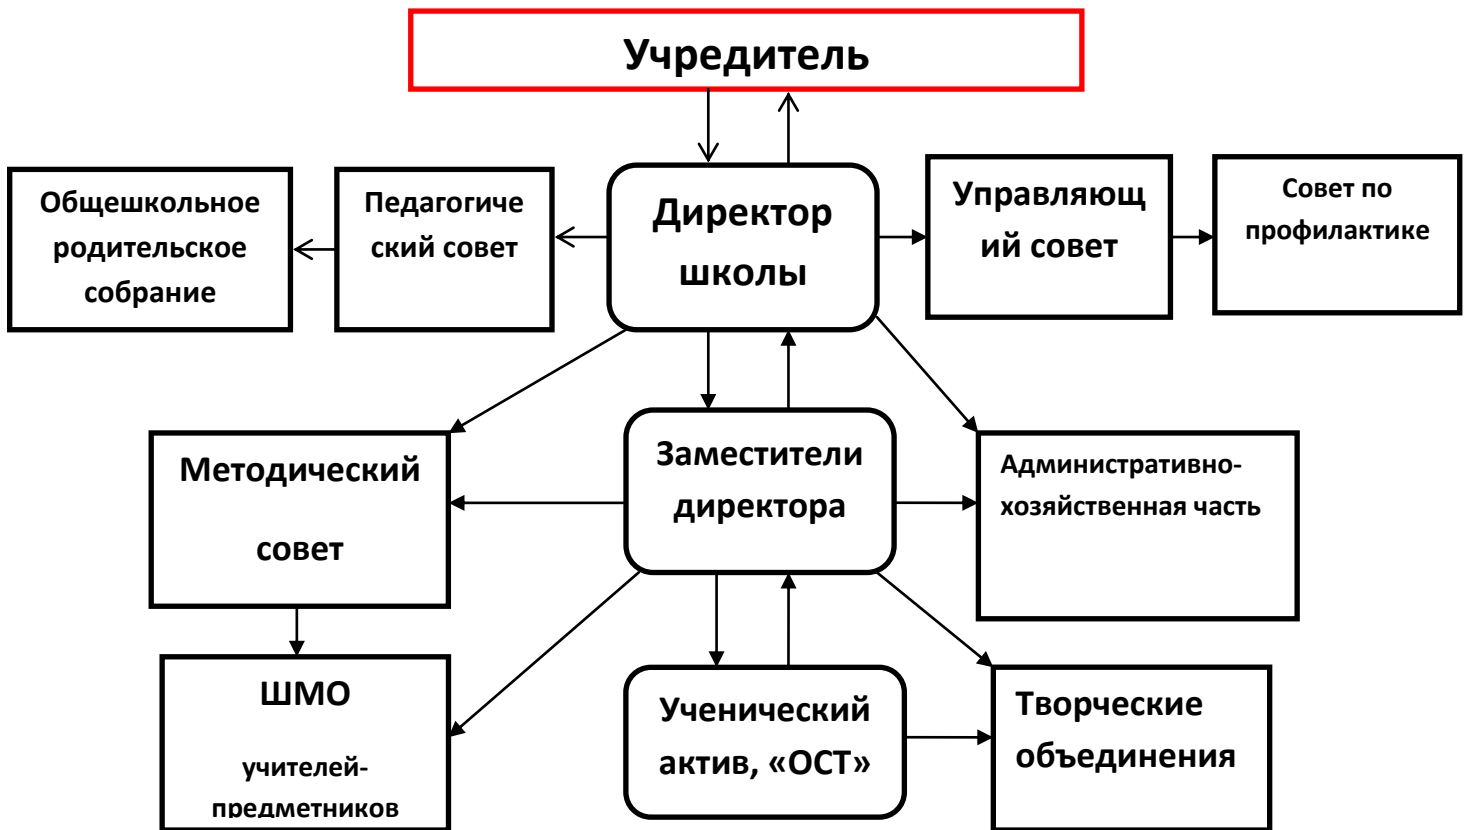 Учредитель
Общешкольное
родительское
собрание
Педагогиче
ский совет
Директор
школы
Управляющ
ий совет
Совет по
профилактике
Методический
совет
Заместители
директора
Административно-
хозяйственная часть
ШМО
учителей-
предметников
Ученический
актив, «ОСТ»
Творческие
объединения